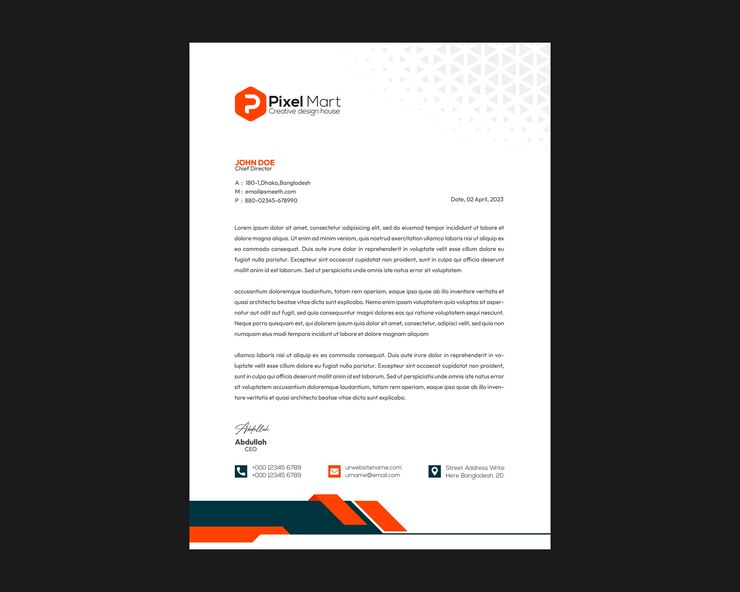 Pixel Mart
Creative design house
JOHN DOE
Chief Director
A : 180-1,Dhaka,Bangladesh
M : email@smeeth.com
P : 880-02345-678990
Date, 02 April, 2023
Lorem ipsum dolor sit amet, consectetur adipisicing elit, sed do eiusmod tempor incididunt ut labore et
dolore magna aliqua. Ut enim ad minim veniam, quis nostrud exercitation ullamco laboris nisi ut aliquip ex
ea commodo consequat. Duis aute irure dolor in reprehenderit in voluptate velit esse cillum dolore eu
fugiat nulla pariatur. Excepteur sint occaecat cupidatat non proident, sunt in culpa qui officia deserunt
mollit anim id est laborum. Sed ut perspiciatis unde omnis iste natus error sit voluptatem
accusantium doloremque laudantium, totam rem aperiam, eaque ipsa quae ab illo inventore veritatis et
quasi architecto beatae vitae dicta sunt explicabo. Nemo enim ipsam voluptatem quia voluptas sit asper-
natur aut odit aut fugit, sed quia consequuntur magni dolores eos qui ratione voluptatem sequi nesciunt.
Neque porro quisquam est, qui dolorem ipsum quia dolor sit amet, consectetur, adipisci velit, sed quia non
numquam eius modi tempora incidunt ut labore et dolore magnam aliquam
ullamco laboris nisi ut aliquip ex ea commodo consequat. Duis aute irure dolor in reprehenderit in vo-
luptate velit esse cillum dolore eu fugiat nulla pariatur. Excepteur sint occaecat cupidatat non proident,
sunt in culpa qui officia deserunt mollit anim id est laborum. Sed ut perspiciatis unde omnis iste natus error
sit voluptatem accusantium doloremque laudantium, totam rem aperiam, eaque ipsa quae ab illo inven-
tore veritatis et quasi architecto beatae vitae dicta sunt explicabo.
Abdullah
Abdullah
CEO
+000 12345 6789
+000 12345 6789
urwebsitename.com
urname@email.com
Street Address Write
Here Bangladesh, 20